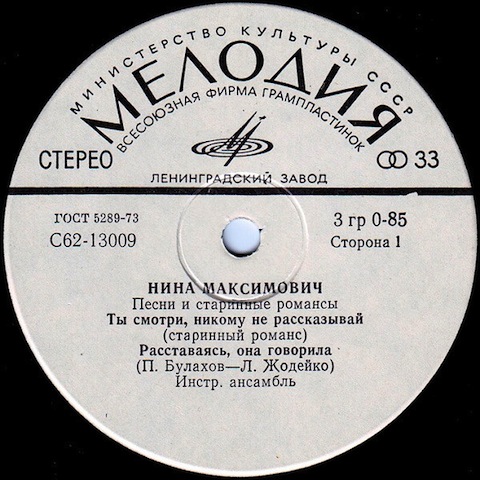 МИНИСТЕРСТВО КУЛЬТУРЫ СССР
МЕЛОДИЯ
ВСЕСОЮЗНАЯ ФИРМА ГРАМПЛАСТИНОК
СТЕРЕО
33
ЛЕНИНГРАДСКИЙ ЗАВОД
ГОСТ 5289-73
3 гр 0-85
С62-13009
Сторона 1
НИНА МАКСИМОВИЧ
Песни и старинные романсы
Ты смотри, никому не рассказывай
(старинный романс)
Расставаясь, она говорила
(П. Булахов—Л. Жодейко)
Инстр. ансамбль